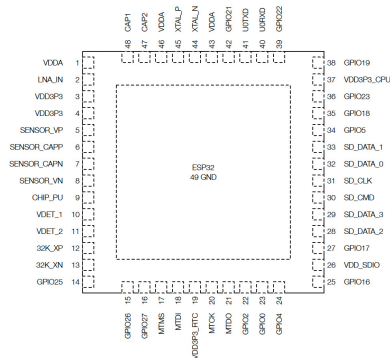 CAP1
CAP2
VDDA
XTAL_P
XTAL_N
VDDA
GPIO21
U0TXD
U0RXD
GPIO22
48
47
46
45
44
43
42
41
40
39
VDDA 1
LNA_IN 2
VDD3P3 3
VDD3P3 4
SENSOR_VP 5
SENSOR_CAPP 6
SENSOR_CAPN 7
SENSOR_VN 8
CHIP_PU 9
VDET_1 10
VDET_2 11
32K_XP 12
32K_XN 13
GPIO25 14
ESP32
49 GND
38 GPIO19
37 VDD3P3_CPU
36 GPIO23
35 GPIO18
34 GPIO5
33 SD_DATA_1
32 SD_DATA_0
31 SD_CLK
30 SD_CMD
29 SD_DATA_3
28 SD_DATA_2
27 GPIO17
26 VDD_SDIO
25 GPIO16
15
16
17
18
19
20
21
22
23
24
GPIO26
GPIO27
MTMS
MTDI
VDD3P3_RTC
MTCK
MTDO
GPIO2
GPIO0
GPIO4